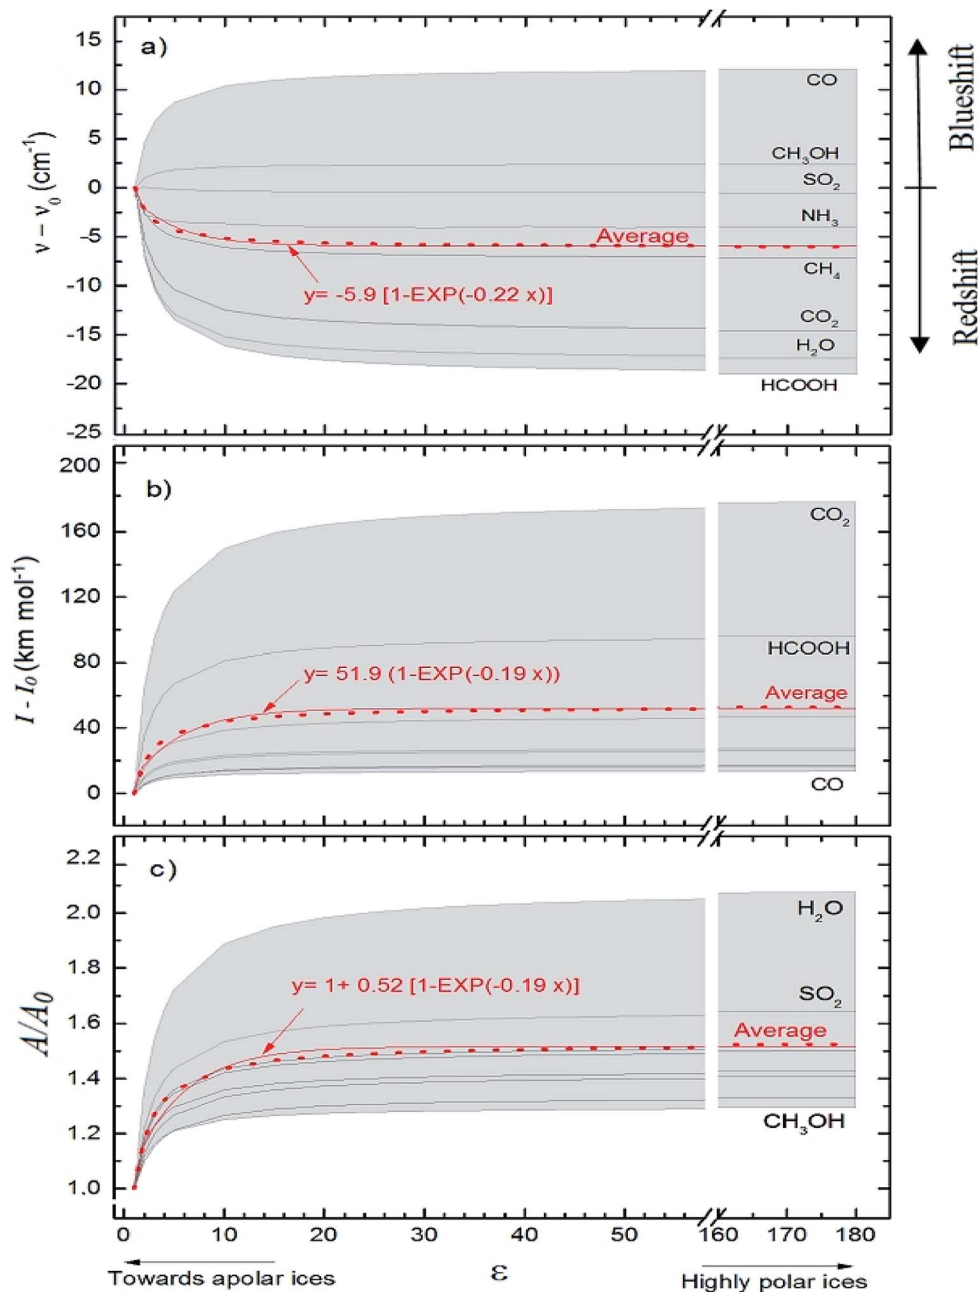 a)
15
10
5
0
-5
-10
-15
-20
-25
ν – ν₀ (cm⁻¹)
CO
CH₃OH
SO₂
NH₃
Average
CH₄
y= -5.9 [1-EXP(-0.22 x)]
CO₂
H₂O
HCOOH
Blueshift
Redshift
b)
200
160
120
80
40
0
I - I₀ (km mol⁻¹)
CO₂
HCOOH
y= 51.9 (1-EXP(-0.19 x))
Average
CO
c)
2.2
2.0
1.8
1.6
1.4
1.2
1.0
A/A₀
H₂O
SO₂
y= 1+ 0.52 [1-EXP(-0.19 x)]
Average
CH₃OH
0 10 20 30 40 50 160 170 180
Towards apolar ices
ε
Highly polar ices